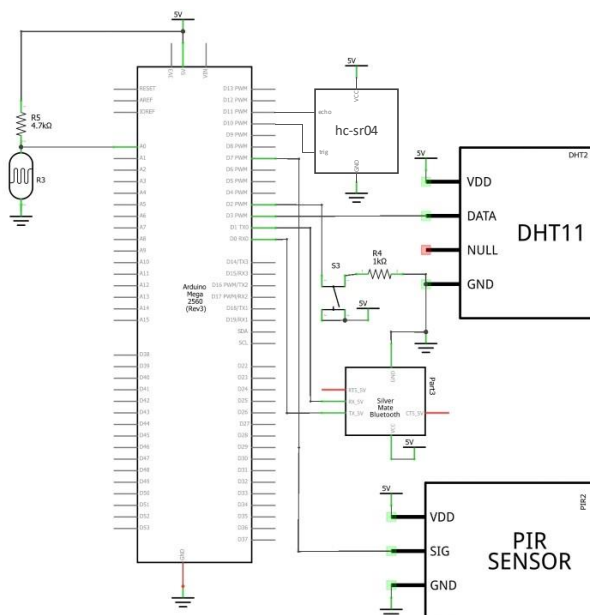 5V
3V3
5V
VIN
RESET
AREF
IOREF
A0
A1
A2
A3
A4
A5
A6
A7
A8
A9
A10
A11
A12
A13
A14
A15
D38
D39
D40
D41
D42
D43
D44
D45
D46
D47
D48
D49
D50
D51
D52
D53
Arduino
Mega
2560
(Rev3)
D13 PWM
D12 PWM
D11 PWM
D10 PWM
D9 PWM
D8 PWM
D7 PWM
D6 PWM
D5 PWM
D4 PWM
D2 PWM
D3 PWM
D1 TX0
D0 RX0
D14/TX3
D15/RX3
D16 PWM/TX2
D17 PWM/RX2
D18/TX1
D19/RX1
SDA
SCL
D22
D23
D24
D25
D26
D27
D28
D29
D30
D31
D32
D33
D34
D35
D36
D37
GND
R5
4.7kΩ
R3
5V
VCC
echo
hc-sr04
trig
GND
5V
DHT2
VDD
DATA
DHT11
NULL
GND
S3
R4
1kΩ
5V
GND
Part3
RTS_5V
RX_5V
TX_5V
Silver
Mate
Bluetooth
CTS_5V
VCC
5V
5V
PIR2
VDD
SIG
PIR
SENSOR
GND